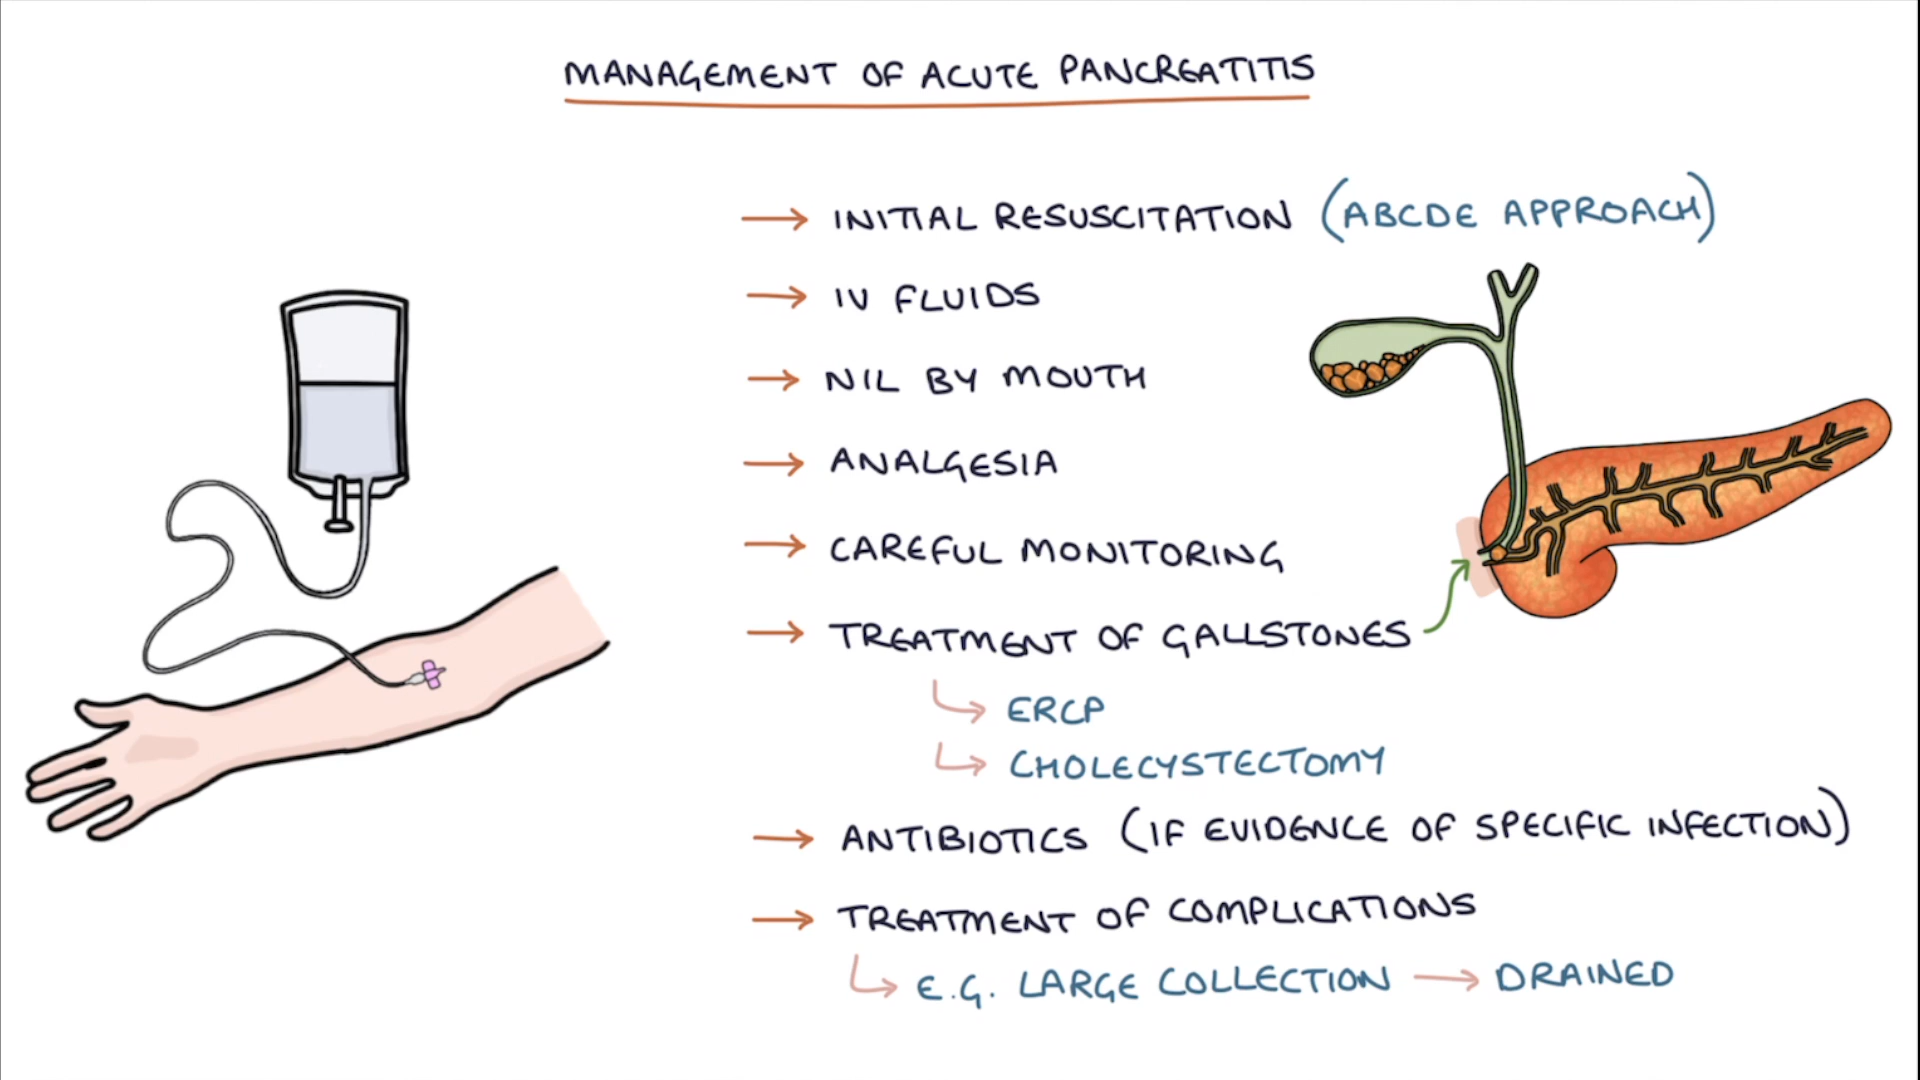 MANAGEMENT OF ACUTE PANCREATITIS
→ INITIAL RESUSCITATION (ABCDE APPROACH)
→ IV FLUIDS
→ NIL BY MOUTH
→ ANALGESIA
→ CAREFUL MONITORING
→ TREATMENT OF GALLSTONES
↳ ERCP
↳ CHOLECYSTECTOMY
→ ANTIBIOTICS (IF EVIDENCE OF SPECIFIC INFECTION)
→ TREATMENT OF COMPLICATIONS
↳ E.G. LARGE COLLECTION → DRAINED